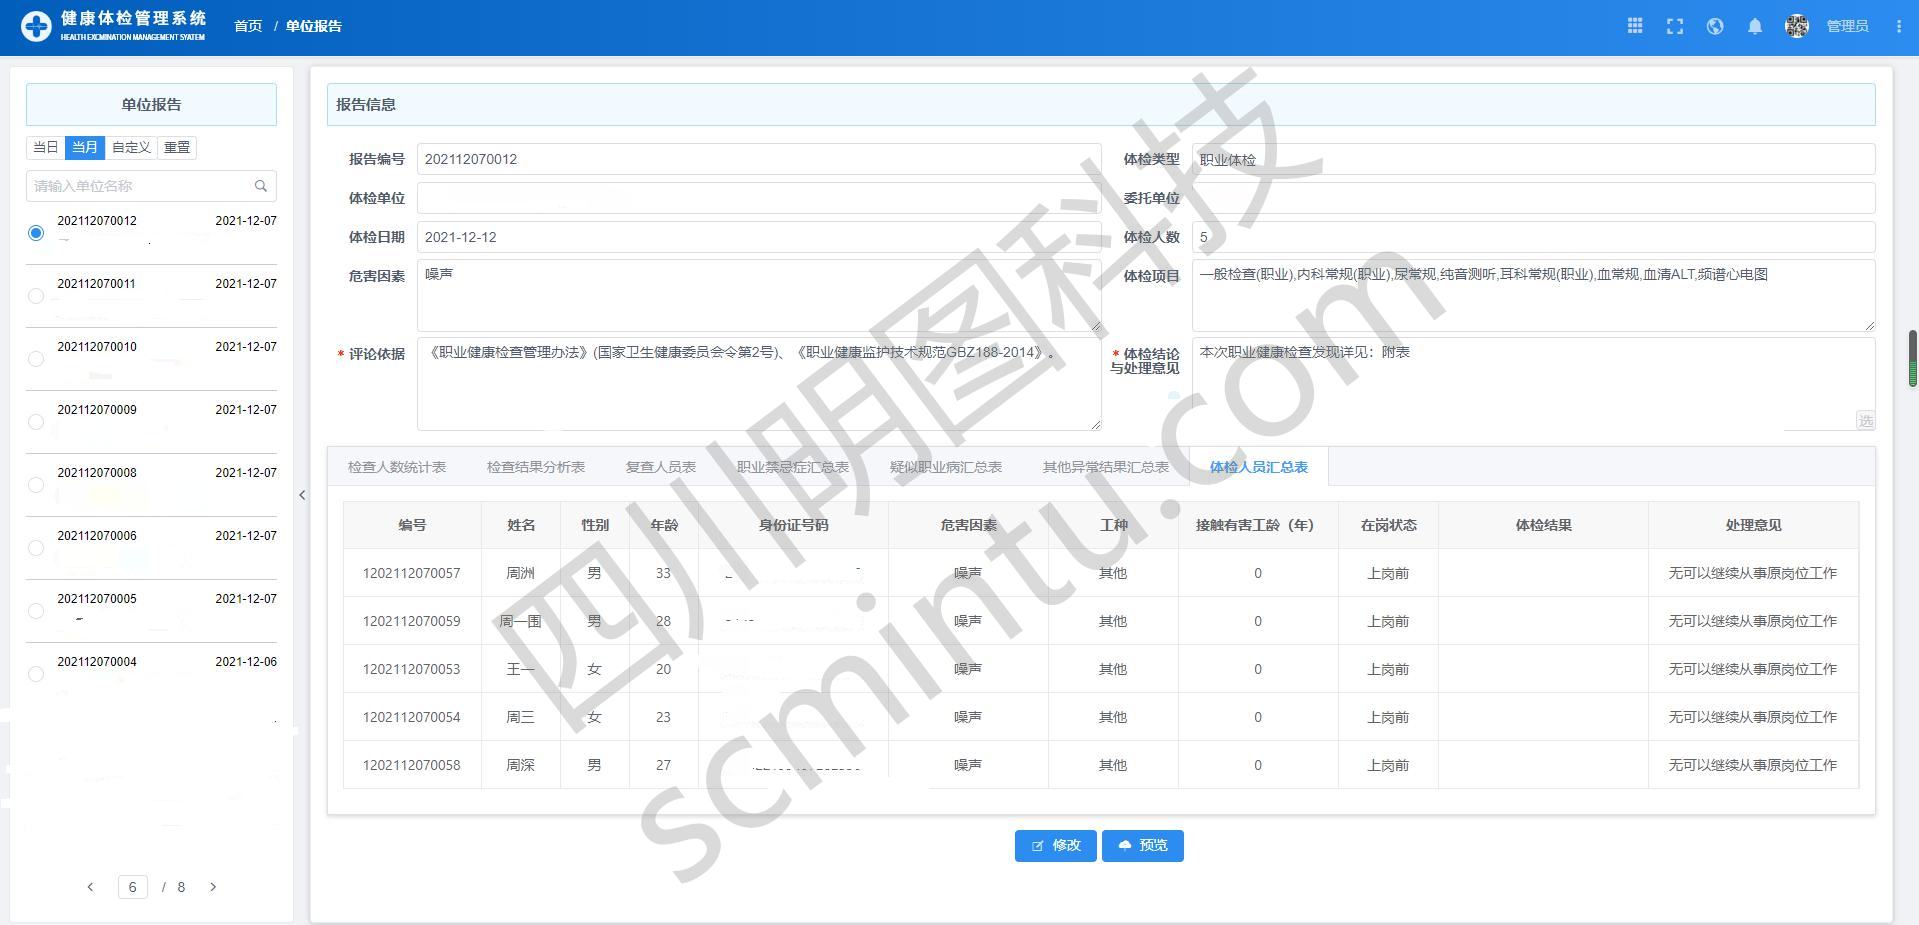 健康体检管理系统
HEALTH EXCMINATION MANAGEMENT SYATEM
首页 / 单位报告
管理员
单位报告
当日 当月 自定义 重置
请输入单位名称
202112070012 2021-12-07
202112070011 2021-12-07
202112070010 2021-12-07
202112070009 2021-12-07
202112070008 2021-12-07
202112070006 2021-12-07
202112070005 2021-12-07
202112070004 2021-12-06
6 / 8
报告信息
报告编号 202112070012 体检类型 职业体检
体检单位 委托单位
体检日期 2021-12-12 体检人数 5
危害因素 噪声 体检项目 一般检查(职业),内科常规(职业),尿常规,纯音测听,耳科常规(职业),血常规,血清ALT,频谱心电图
* 评论依据 《职业健康检查管理办法》(国家卫生健康委员会令第2号)、《职业健康监护技术规范GBZ188-2014》。
* 体检结论
与处理意见 本次职业健康检查发现详见：附表
选
检查人数统计表 检查结果分析表 复查人员表 职业禁忌症汇总表 疑似职业病汇总表 其他异常结果汇总表 体检人员汇总表
编号 姓名 性别 年龄 身份证号码 危害因素 工种 接触有害工龄（年） 在岗状态 体检结果 处理意见
1202112070057 周洲 男 33 噪声 其他 0 上岗前 无可以继续从事原岗位工作
1202112070059 周一围 男 28 噪声 其他 0 上岗前 无可以继续从事原岗位工作
1202112070053 王一 女 20 噪声 其他 0 上岗前 无可以继续从事原岗位工作
1202112070054 周三 女 23 噪声 其他 0 上岗前 无可以继续从事原岗位工作
1202112070058 周深 男 27 噪声 其他 0 上岗前 无可以继续从事原岗位工作
修改 预览
四川明图科技
scmintu.com